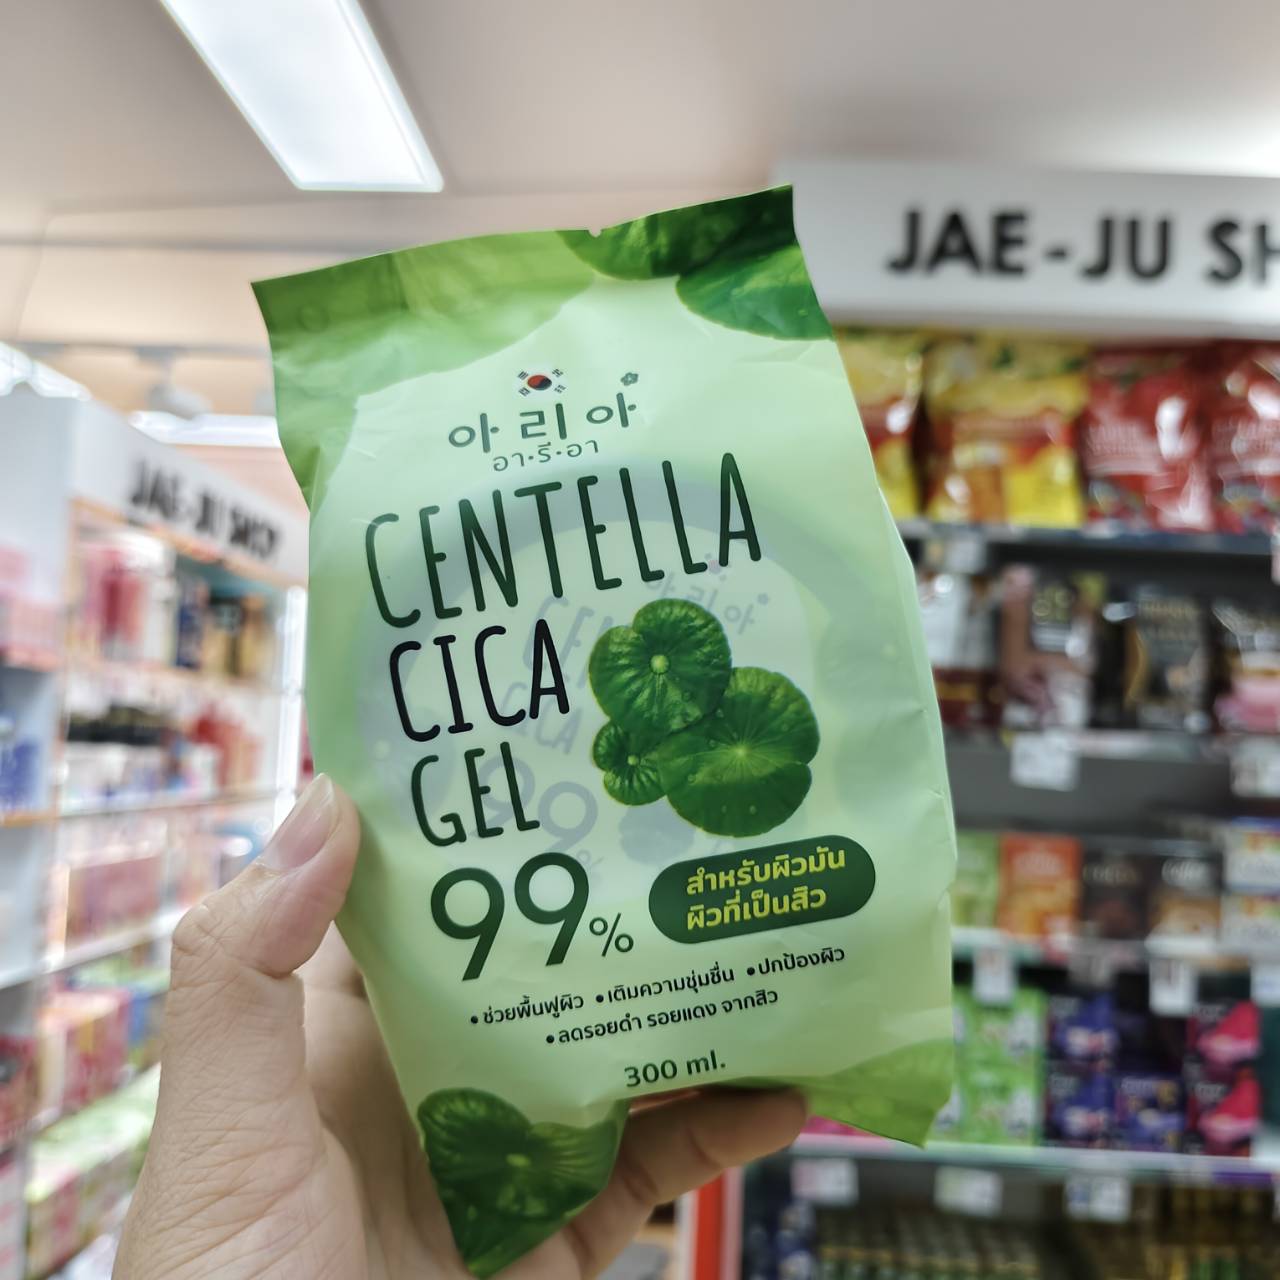 JAE-JU SH
JAE-JU SHOP
아리아
อา·รี·อา
CENTELLA
CICA
GEL
99%
สำหรับผิวมัน
ผิวที่เป็นสิว
•ช่วยฟื้นฟูผิว •เติมความชุ่มชื่น •ปกป้องผิว
•ลดรอยดำ รอยแดง จากสิว
300 ml.